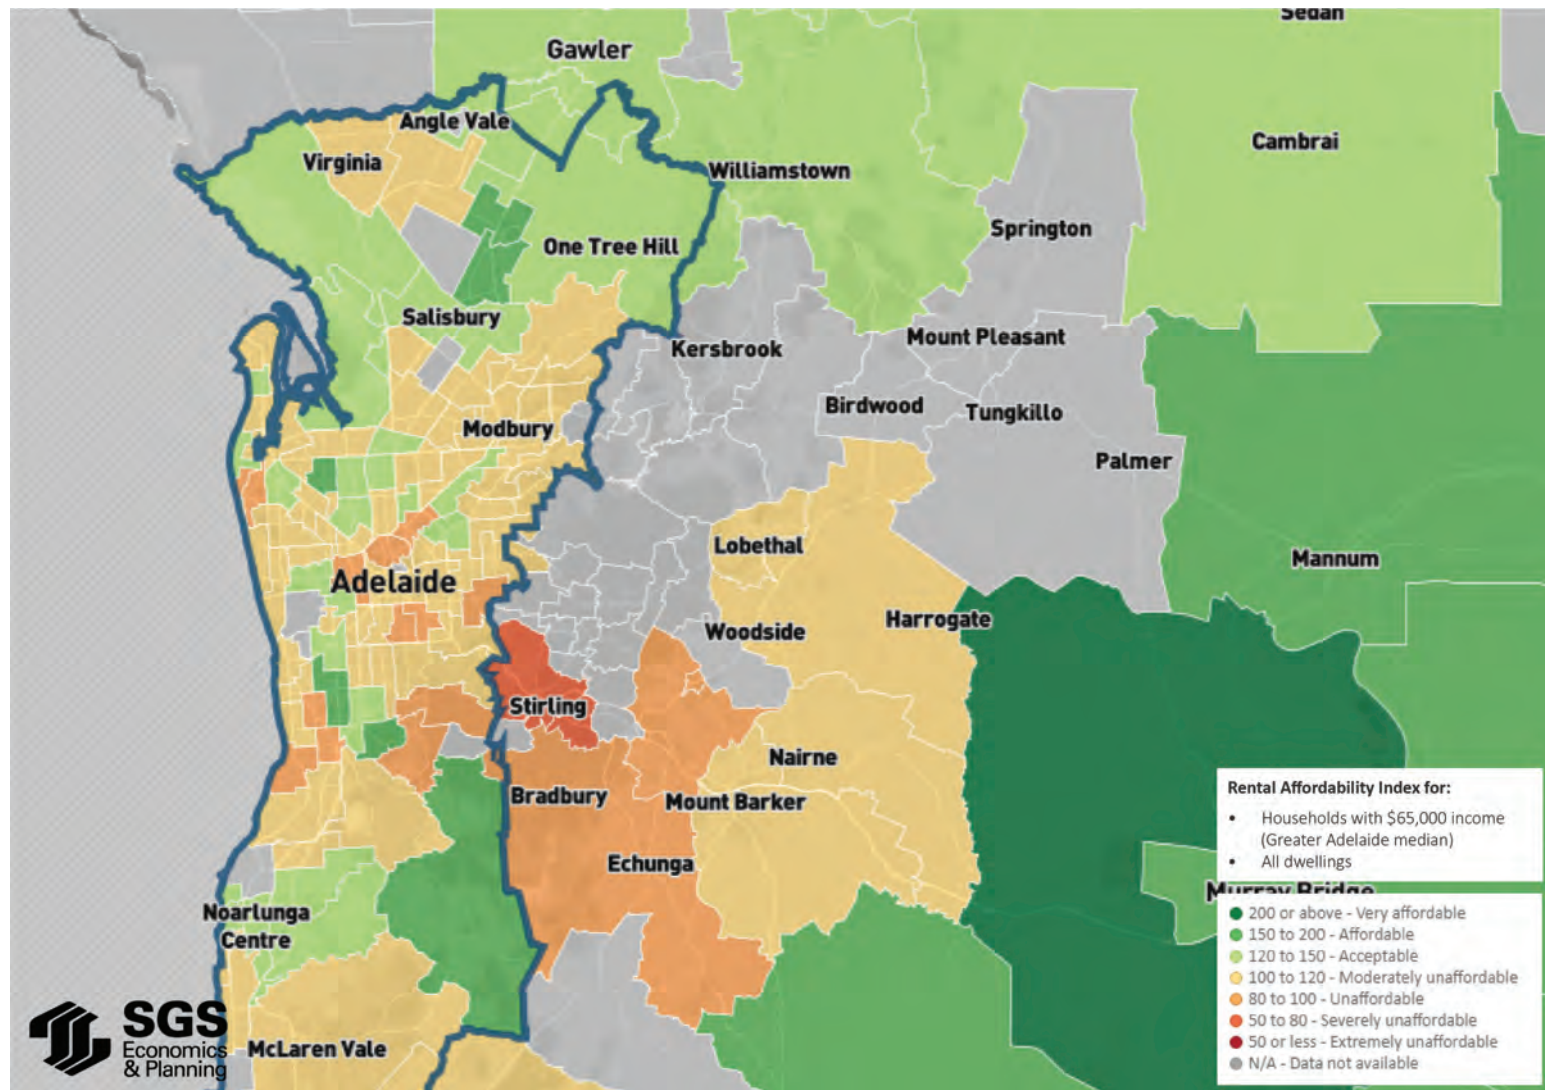 Sedan
Gawler
Angle Vale
Cambrai
Virginia
Williamstown
Springton
One Tree Hill
Salisbury
Mount Pleasant
Kersbrook
Birdwood
Tungkillo
Modbury
Palmer
Lobethal
Mannum
Adelaide
Harrogate
Woodside
Stirling
Nairne
Bradbury
Mount Barker
Echunga
Noarlunga
Centre
McLaren Vale
SGS
Economics
& Planning
Rental Affordability Index for:
• Households with $65,000 income
(Greater Adelaide median)
• All dwellings
Murray Bridge
200 or above - Very affordable
150 to 200 - Affordable
120 to 150 - Acceptable
100 to 120 - Moderately unaffordable
80 to 100 - Unaffordable
50 to 80 - Severely unaffordable
50 or less - Extremely unaffordable
N/A - Data not available